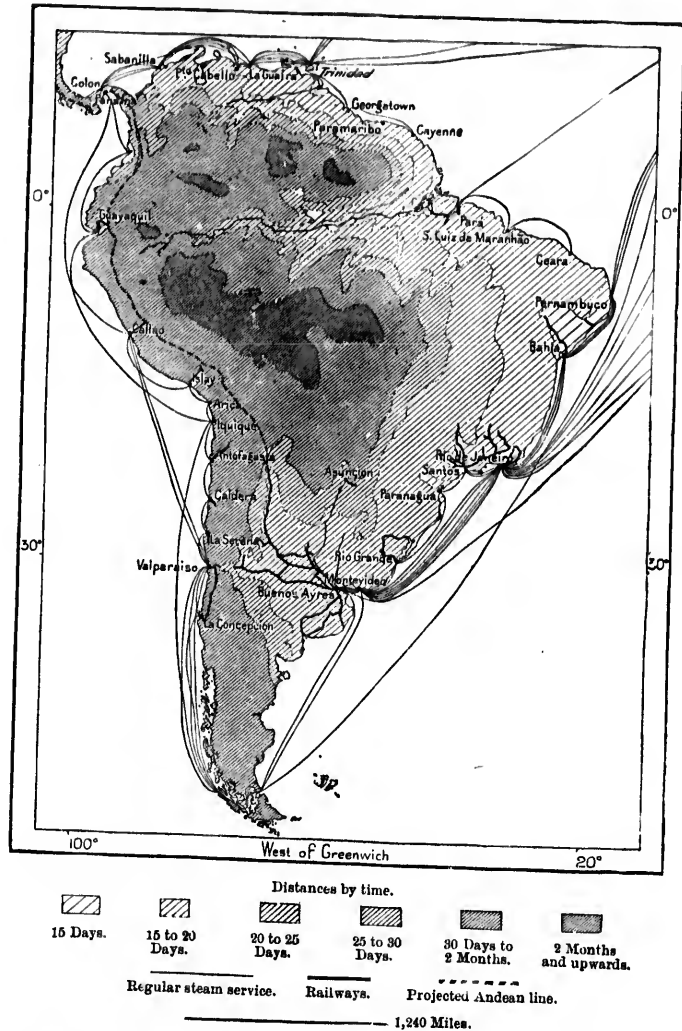 Sabanilla
Pto Cabello
La Guaira
Trinidad
Colon
Panama
Georgetown
Paramaribo
Cayenne
0°
0°
Guayaquil
Para
S. Luiz de Maranhão
Ceara
Pernambuco
Callao
Bahia
Islay
Arica
Iquique
Antofagasta
Rio de Janeiro
Santos
Asuncion
Caldera
Paranagua
30°
La Serena
Rio Grande
30°
Valparaiso
Montevideo
Buenos Ayres
La Concepcion
100°
West of Greenwich
20°
Distances by time.
15 Days.
15 to 20
Days.
20 to 25
Days.
25 to 30
Days.
30 Days to
2 Months.
2 Months
and upwards.
Regular steam service.
Railways.
Projected Andean line.
1,240 Miles.